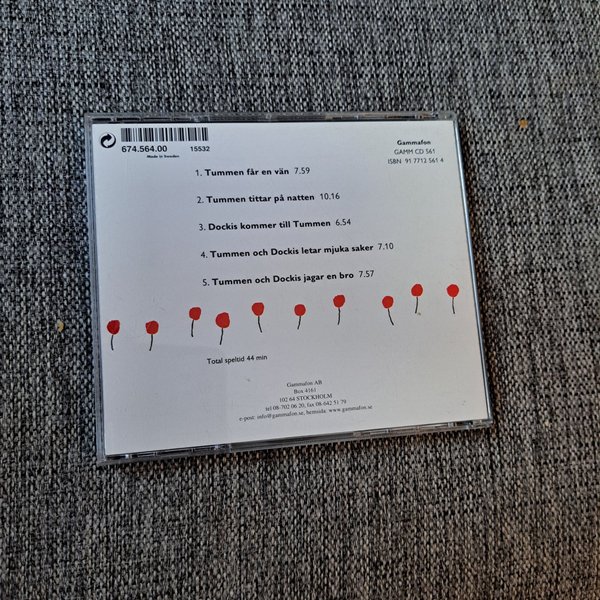 674.564.00 15532
Made in Sweden
Gammafon
GAMM CD 561
ISBN 91 7712 561 4
1. Tummen får en vän 7.59
2. Tummen tittar på natten 10.16
3. Dockis kommer till Tummen 6.54
4. Tummen och Dockis letar mjuka saker 7.10
5. Tummen och Dockis jagar en bro 7.57
Total speltid 44 min
Gammafon AB
Box 4161
102 64 STOCKHOLM
tel 08-702 06 20, fax 08-642 51 79
e-post: info@gammafon.se, hemsida: www.gammafon.se